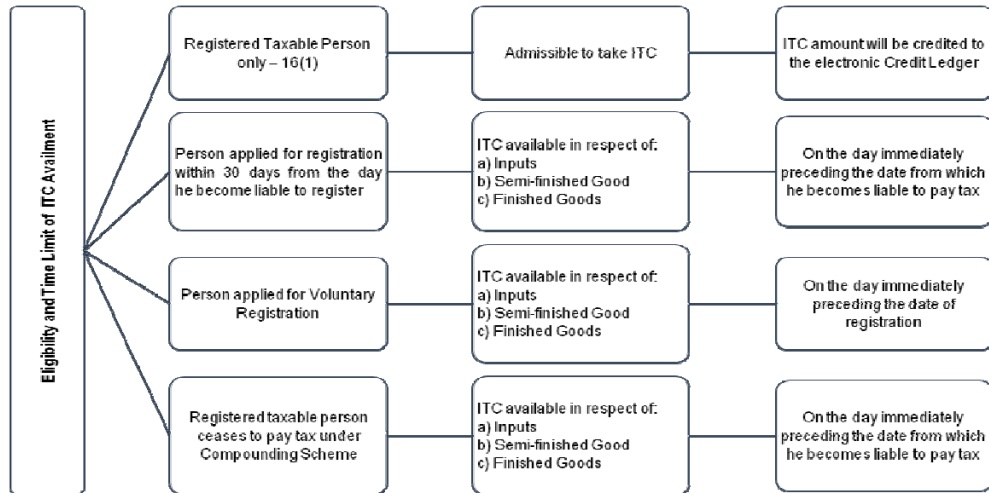 Eligibility and Time Limit of ITC Availment
Registered Taxable Person
only – 16(1)
Admissible to take ITC
ITC amount will be credited to
the electronic Credit Ledger
Person applied for registration
within 30 days from the day
he become liable to register
ITC available in respect of:
a) Inputs
b) Semi-finished Good
c) Finished Goods
On the day immediately
preceding the date from which
he becomes liable to pay tax
Person applied for Voluntary
Registration
ITC available in respect of:
a) Inputs
b) Semi-finished Good
c) Finished Goods
On the day immediately
preceding the date of
registration
Registered taxable person
ceases to pay tax under
Compounding Scheme
ITC available in respect of:
a) Inputs
b) Semi-finished Good
c) Finished Goods
On the day immediately
preceding the date from which
he becomes liable to pay tax